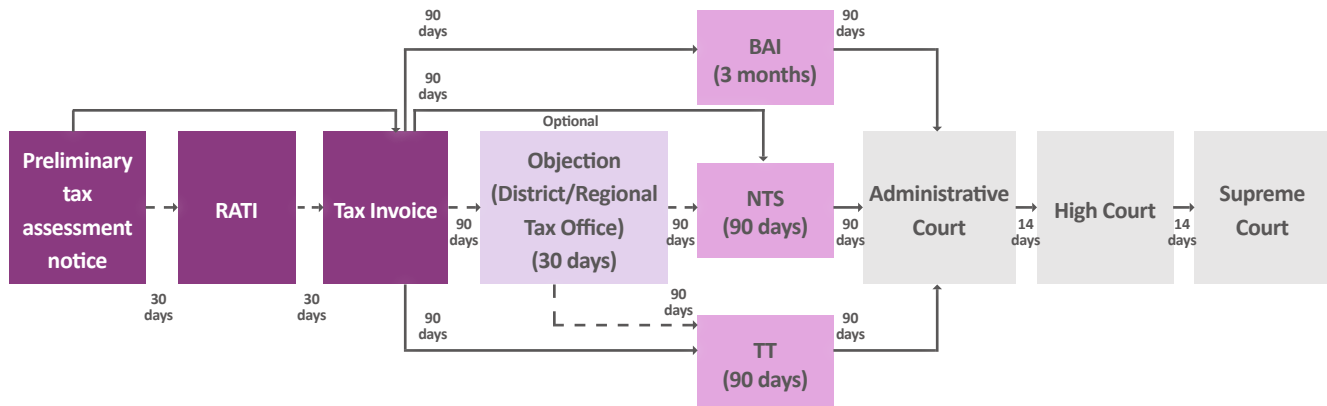 90
days
BAI
(3 months)
90
days
90
days
Optional
Preliminary
tax
assessment
notice
RATI
Tax Invoice
Objection
(District/Regional
Tax Office)
(30 days)
NTS
(90 days)
Administrative
Court
High Court
Supreme
Court
90
days
90
days
90
days
14
days
14
days
30
days
30
days
90
days
90
days
TT
(90 days)
90
days